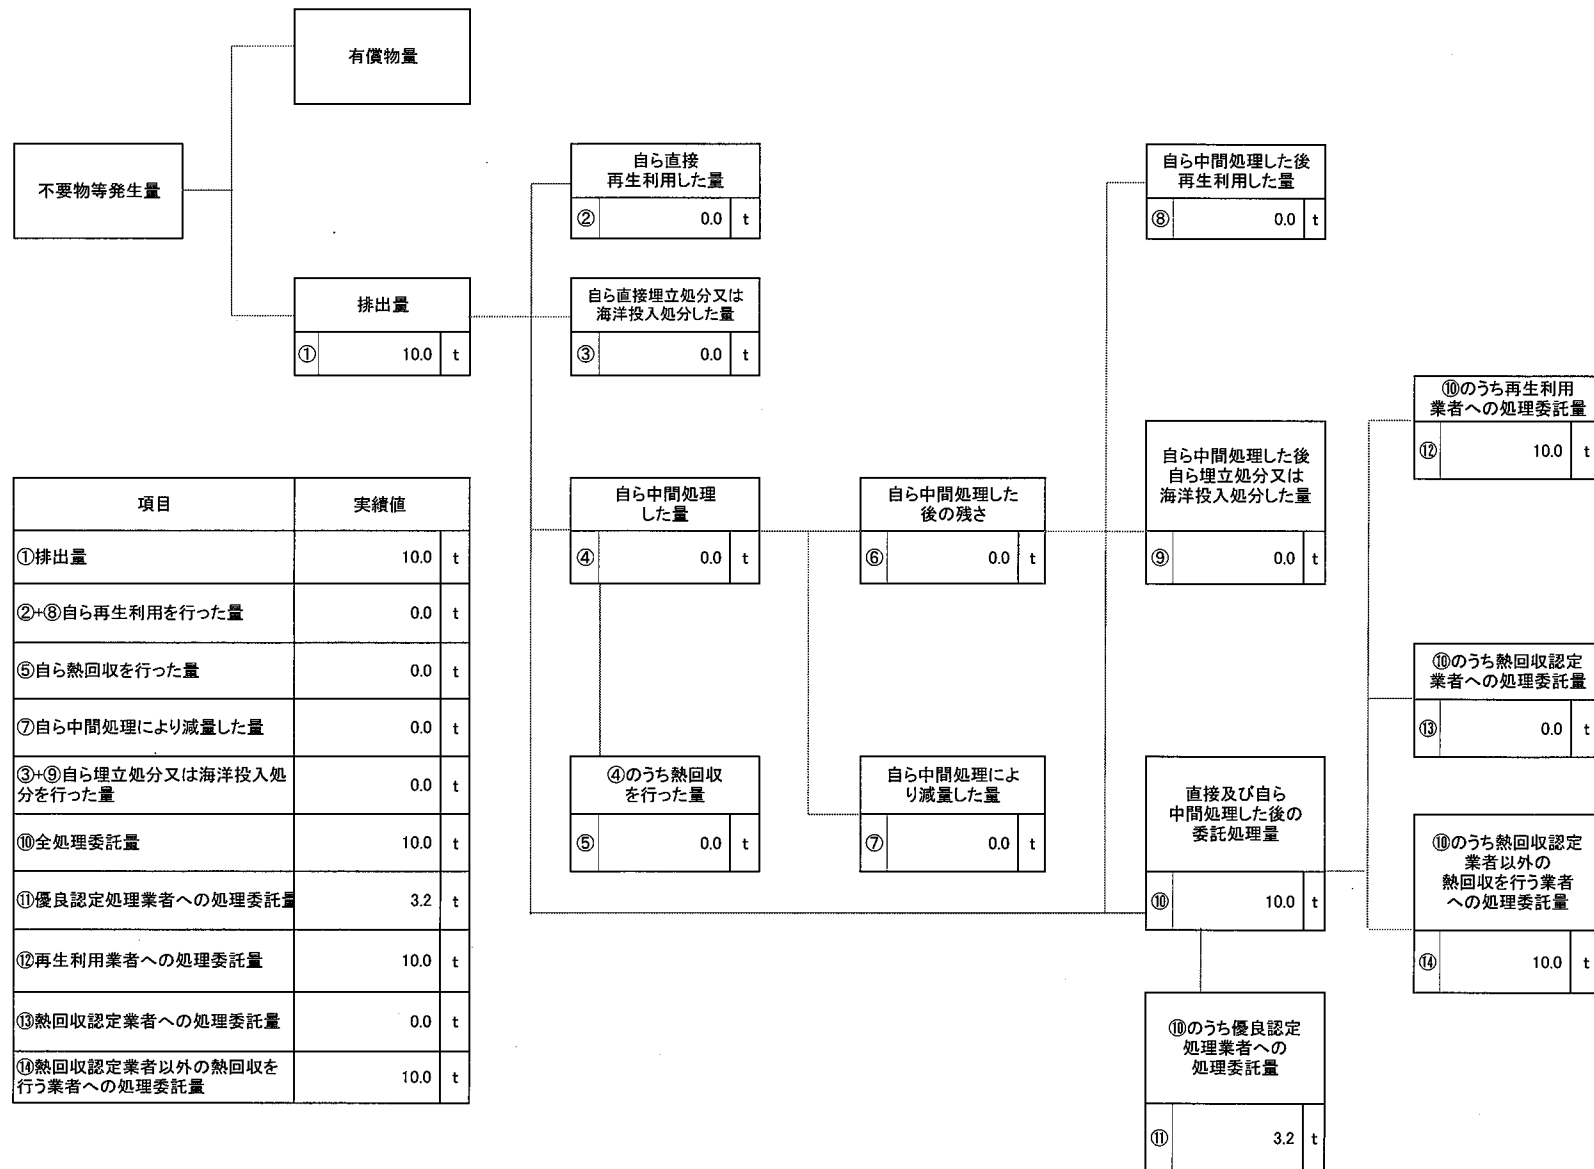 有償物量
不要物等発生量
排出量
① 10.0 t
自ら直接
再生利用した量
② 0.0 t
自ら直接埋立処分又は
海洋投入処分した量
③ 0.0 t
自ら中間処理
した量
④ 0.0 t
④のうち熱回収
を行った量
⑤ 0.0 t
自ら中間処理した
後の残さ
⑥ 0.0 t
自ら中間処理によ
り減量した量
⑦ 0.0 t
自ら中間処理した後
再生利用した量
⑧ 0.0 t
自ら中間処理した後
自ら埋立処分又は
海洋投入処分した量
⑨ 0.0 t
直接及び自ら
中間処理した後の
委託処理量
⑩ 10.0 t
⑩のうち優良認定
処理業者への
処理委託量
⑪ 3.2 t
⑩のうち再生利用
業者への処理委託量
⑫ 10.0 t
⑩のうち熱回収認定
業者への処理委託量
⑬ 0.0 t
⑩のうち熱回収認定
業者以外の
熱回収を行う業者
への処理委託量
⑭ 10.0 t
項目 実績値
①排出量 10.0 t
②+⑧自ら再生利用を行った量 0.0 t
⑤自ら熱回収を行った量 0.0 t
⑦自ら中間処理により減量した量 0.0 t
③+⑨自ら埋立処分又は海洋投入処
分を行った量 0.0 t
⑩全処理委託量 10.0 t
⑪優良認定処理業者への処理委託量 3.2 t
⑫再生利用業者への処理委託量 10.0 t
⑬熱回収認定業者への処理委託量 0.0 t
⑭熱回収認定業者以外の熱回収を
行う業者への処理委託量 10.0 t